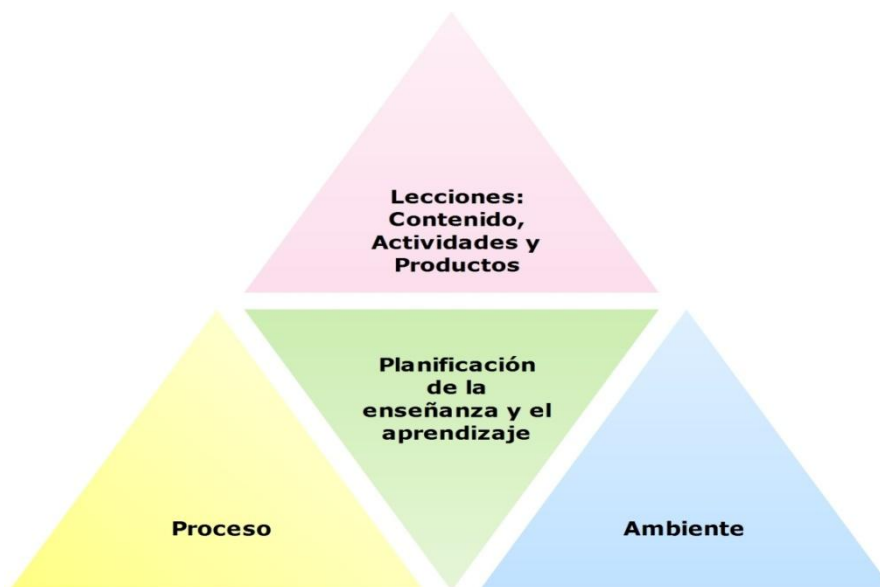 Lecciones:
Contenido,
Actividades y
Productos
Planificación
de la
enseñanza y el
aprendizaje
Proceso
Ambiente